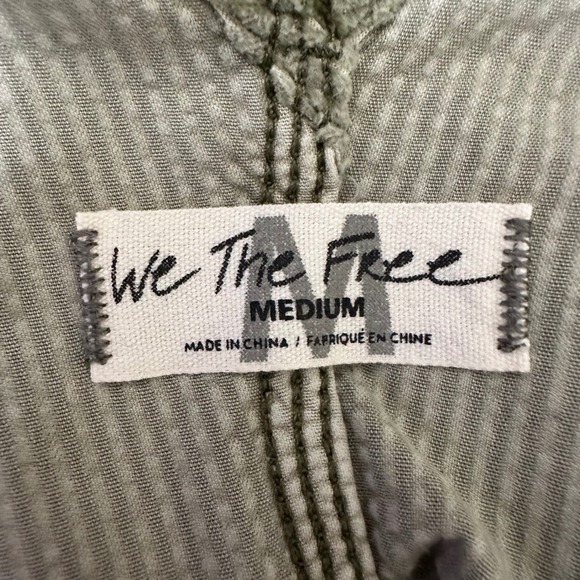 M
We The Free
MEDIUM
MADE IN CHINA / FABRIQUÉ EN CHINE